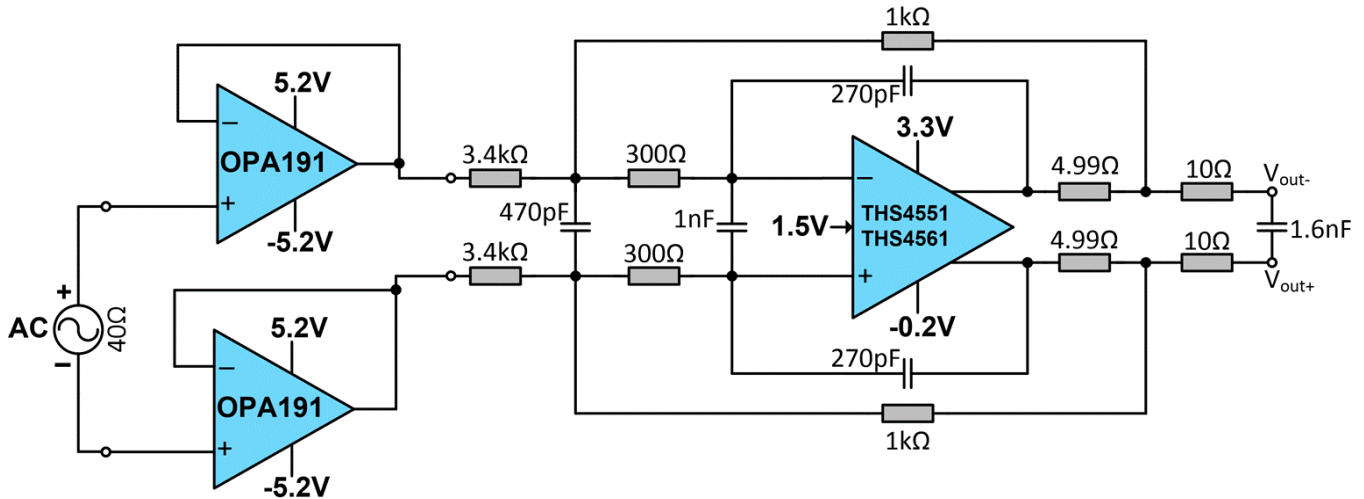 1kΩ
270pF
5.2V
−
OPA191
+
-5.2V
3.4kΩ
300Ω
3.3V
−
4.99Ω
10Ω
Vout-
470pF
1nF
1.5V
THS4551
THS4561
1.6nF
3.4kΩ
300Ω
+
4.99Ω
10Ω
Vout+
-0.2V
+
AC
40Ω
−
5.2V
−
OPA191
+
-5.2V
270pF
1kΩ